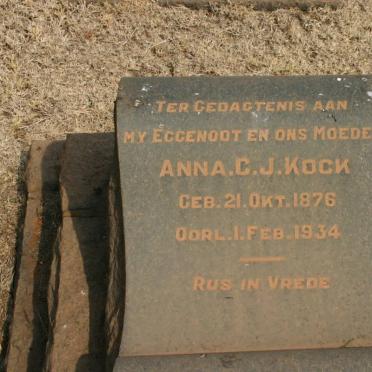 TER GEDAGTENIS AAN
MY EGGENOOT EN ONS MOEDE
ANNA.C.J.KOCK
GEB.21.OKT.1876
OORL.1.FEB.1934
RUS IN VREDE